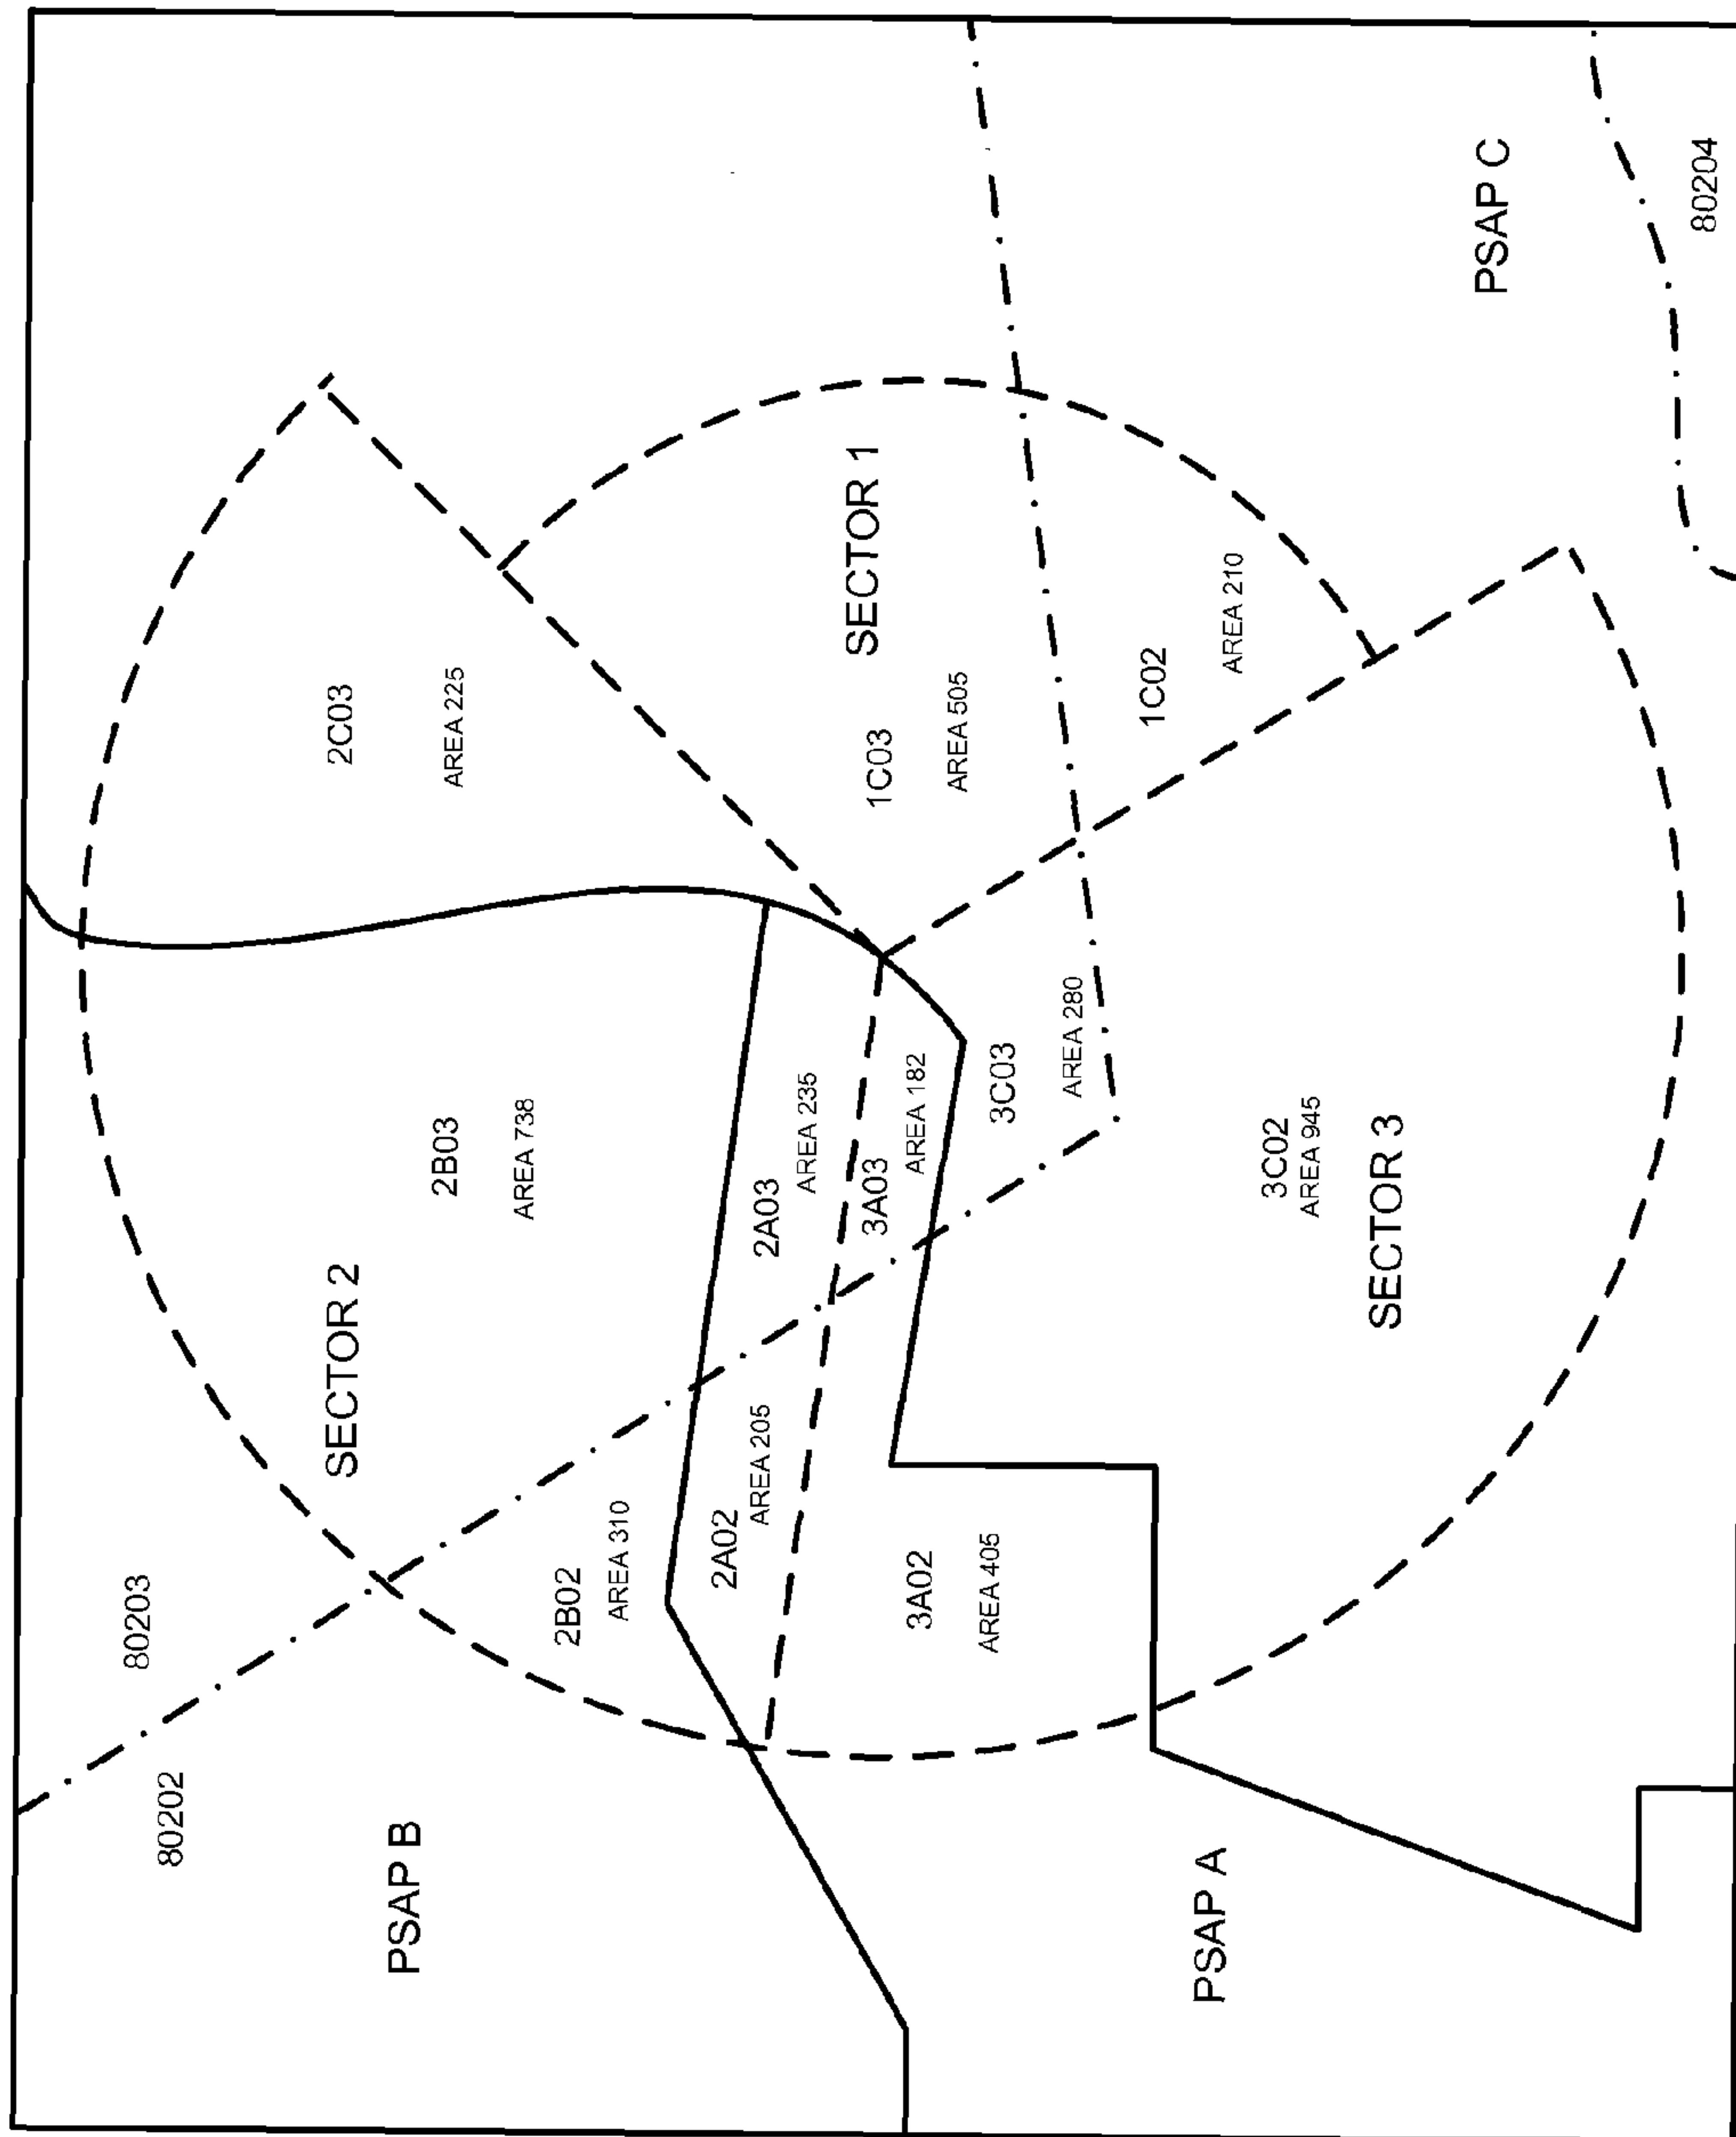 80202
80203
PSAP B
SECTOR 2
2C03
AREA 225
2B03
AREA 738
2B02
AREA 310
2A02
AREA 205
2A03
AREA 235
3A03
AREA 182
SECTOR 1
1C03
AREA 505
3A02
AREA 405
3C03
AREA 280
1C02
AREA 210
PSAP A
3C02
AREA 945
SECTOR 3
PSAP C
80204